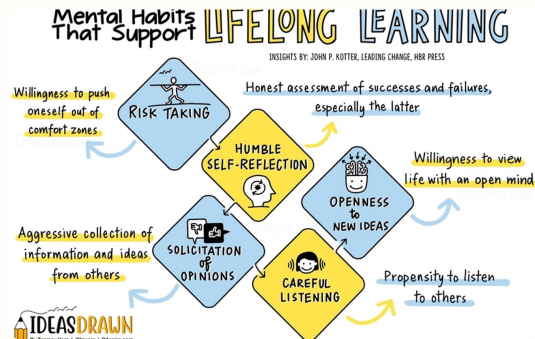 Mental Habits
That Support
LIFELONG LEARNING
INSIGHTS BY: JOHN P. KOTTER, LEADING CHANGE, HBR PRESS
Willingness to push
oneself out of
comfort zones
RISK TAKING
Honest assessment of successes and failures,
especially the latter
HUMBLE
SELF-REFLECTION
Willingness to view
life with an open mind
OPENNESS
to
NEW IDEAS
Aggressive collection of
information and ideas
from others
SOLICITATION
of
OPINIONS
CAREFUL
LISTENING
Propensity to listen
to others
IDEASDRAWN